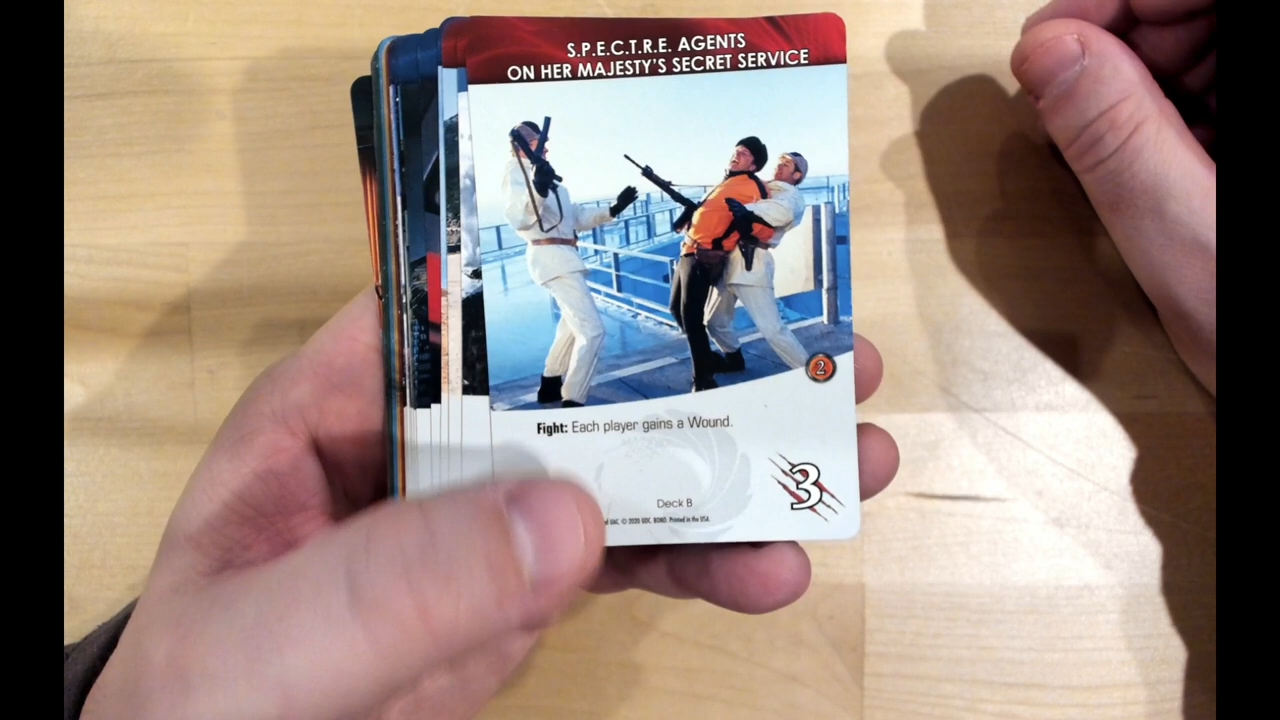 S.P.E.C.T.R.E. AGENTS
ON HER MAJESTY'S SECRET SERVICE
2
Fight: Each player gains a Wound.
3
Deck B
© 2020 UDC. BOND. Printed in the USA.